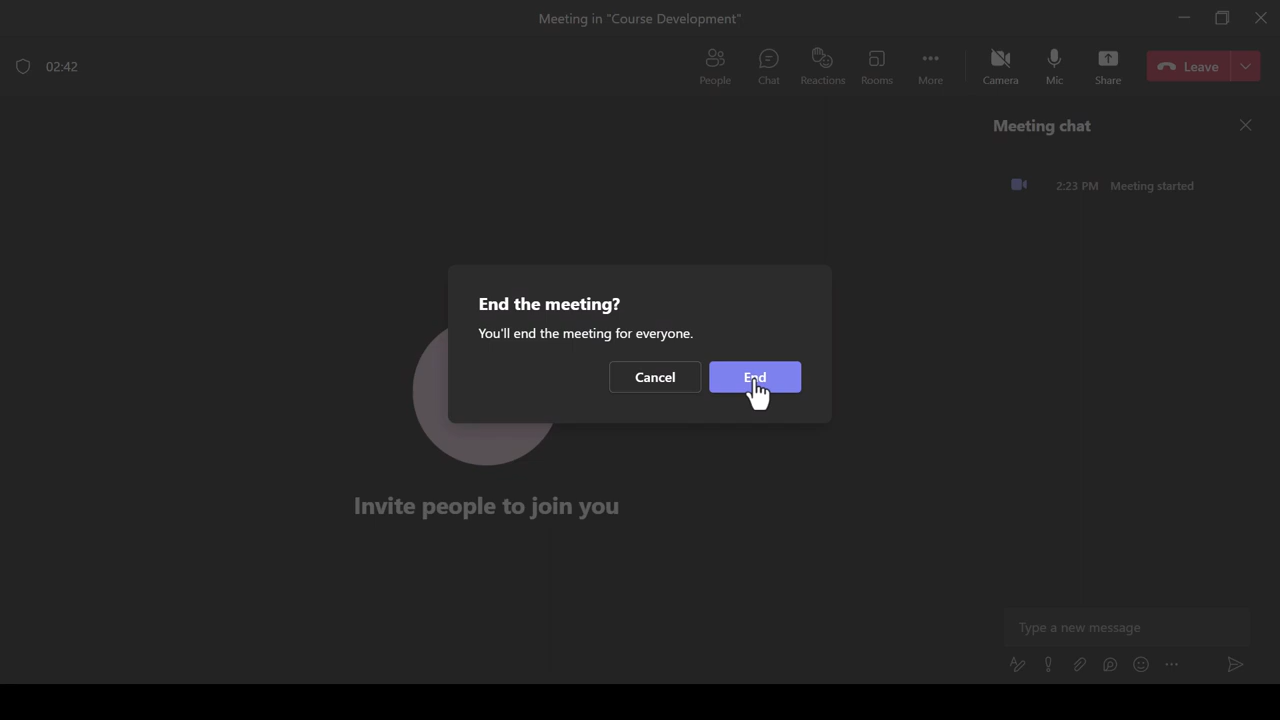 Meeting in "Course Development"
02:42
People
Chat
Reactions
Rooms
More
Camera
Mic
Share
Leave
Meeting chat
2:23 PM Meeting started
End the meeting?
You'll end the meeting for everyone.
Cancel
End
Invite people to join you
Type a new message